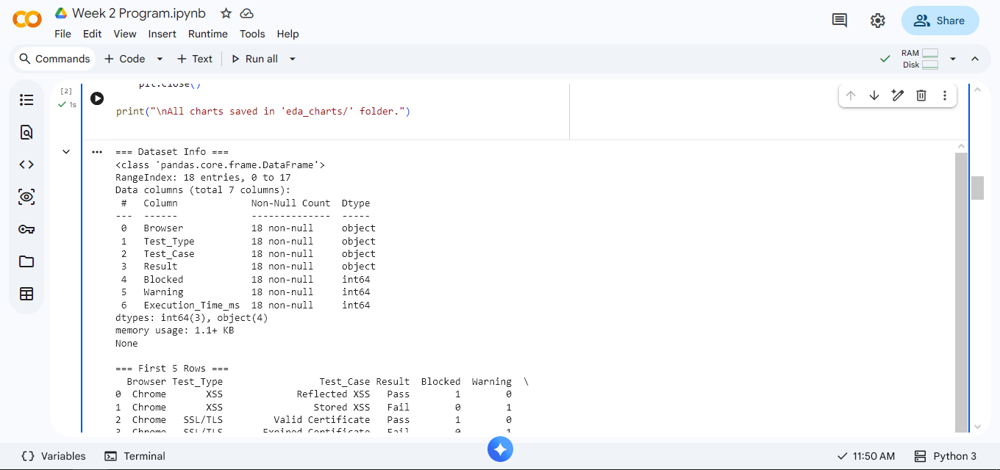 Week 2 Program.ipynb
File Edit View Insert Runtime Tools Help
Share
Commands + Code + Text Run all
RAM
Disk
[2]
1s
plt.close()
print("\nAll charts saved in 'eda_charts/' folder.")
=== Dataset Info ===
<class 'pandas.core.frame.DataFrame'>
RangeIndex: 18 entries, 0 to 17
Data columns (total 7 columns):
 #   Column             Non-Null Count  Dtype
---  ------             --------------  -----
 0   Browser            18 non-null     object
 1   Test_Type          18 non-null     object
 2   Test_Case          18 non-null     object
 3   Result             18 non-null     object
 4   Blocked            18 non-null     int64
 5   Warning            18 non-null     int64
 6   Execution_Time_ms  18 non-null     int64
dtypes: int64(3), object(4)
memory usage: 1.1+ KB
None
=== First 5 Rows ===
  Browser Test_Type                 Test_Case Result  Blocked  Warning  \
0  Chrome       XSS             Reflected XSS   Pass        1        0
1  Chrome       XSS                Stored XSS   Fail        0        1
2  Chrome   SSL/TLS         Valid Certificate   Pass        1        0
3  Chrome   SSL/TLS       Expired Certificate   Fail        0        1
Variables Terminal 11:50 AM Python 3